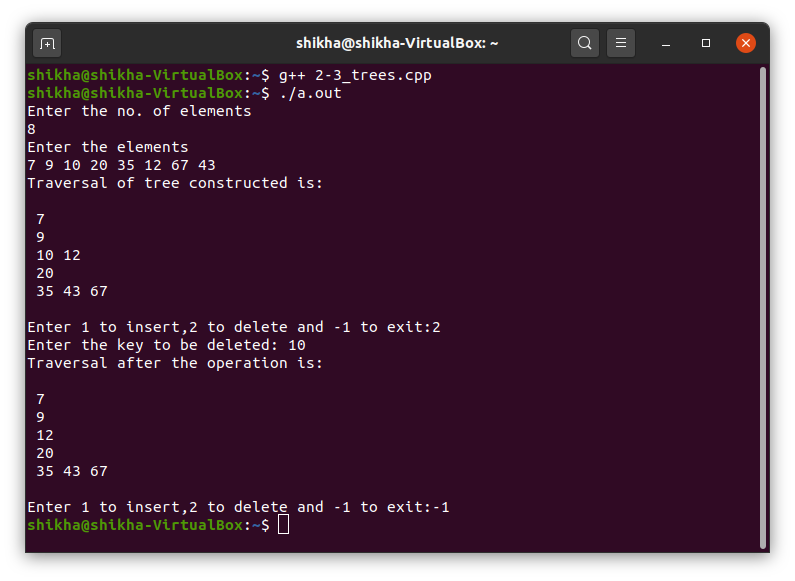 shikha@shikha-VirtualBox: ~
shikha@shikha-VirtualBox:~$ g++ 2-3_trees.cpp
shikha@shikha-VirtualBox:~$ ./a.out
Enter the no. of elements
8
Enter the elements
7 9 10 20 35 12 67 43
Traversal of tree constructed is:
7
9
10 12
20
35 43 67
Enter 1 to insert,2 to delete and -1 to exit:2
Enter the key to be deleted: 10
Traversal after the operation is:
7
9
12
20
35 43 67
Enter 1 to insert,2 to delete and -1 to exit:-1
shikha@shikha-VirtualBox:~$